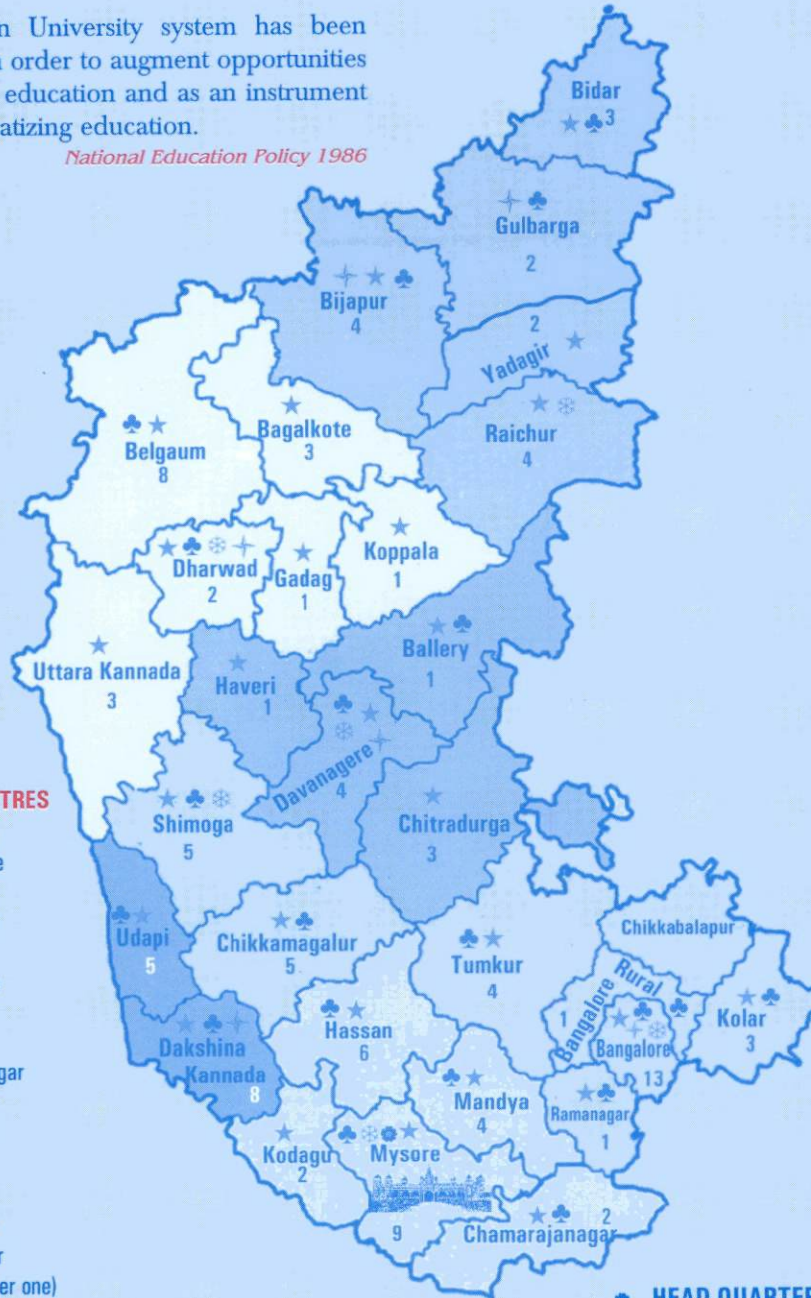 n University system has been
order to augment opportunities
education and as an instrument
atizing education.
National Education Policy 1986
Bidar
3
Gulbarga
2
Bijapur
4
2
Yadagir
Raichur
4
Bagalkote
3
Belgaum
8
Koppala
1
Dharwad
2
Gadag
1
Ballery
1
Uttara Kannada
3
Haveri
1
Davanagere
4
TRES
Shimoga
5
Chitradurga
3
e
Udapi
5
Chikkamagalur
5
Tumkur
4
Chikkabalapur
Bangalore Rural
1
Bangalore
13
Kolar
3
Hassan
6
Dakshina
Kannada
8
gar
Mandya
4
Ramanagar
1
Kodagu
2
Mysore
9
Chamarajanagar
2
r
er one)
HEAD QUARTER